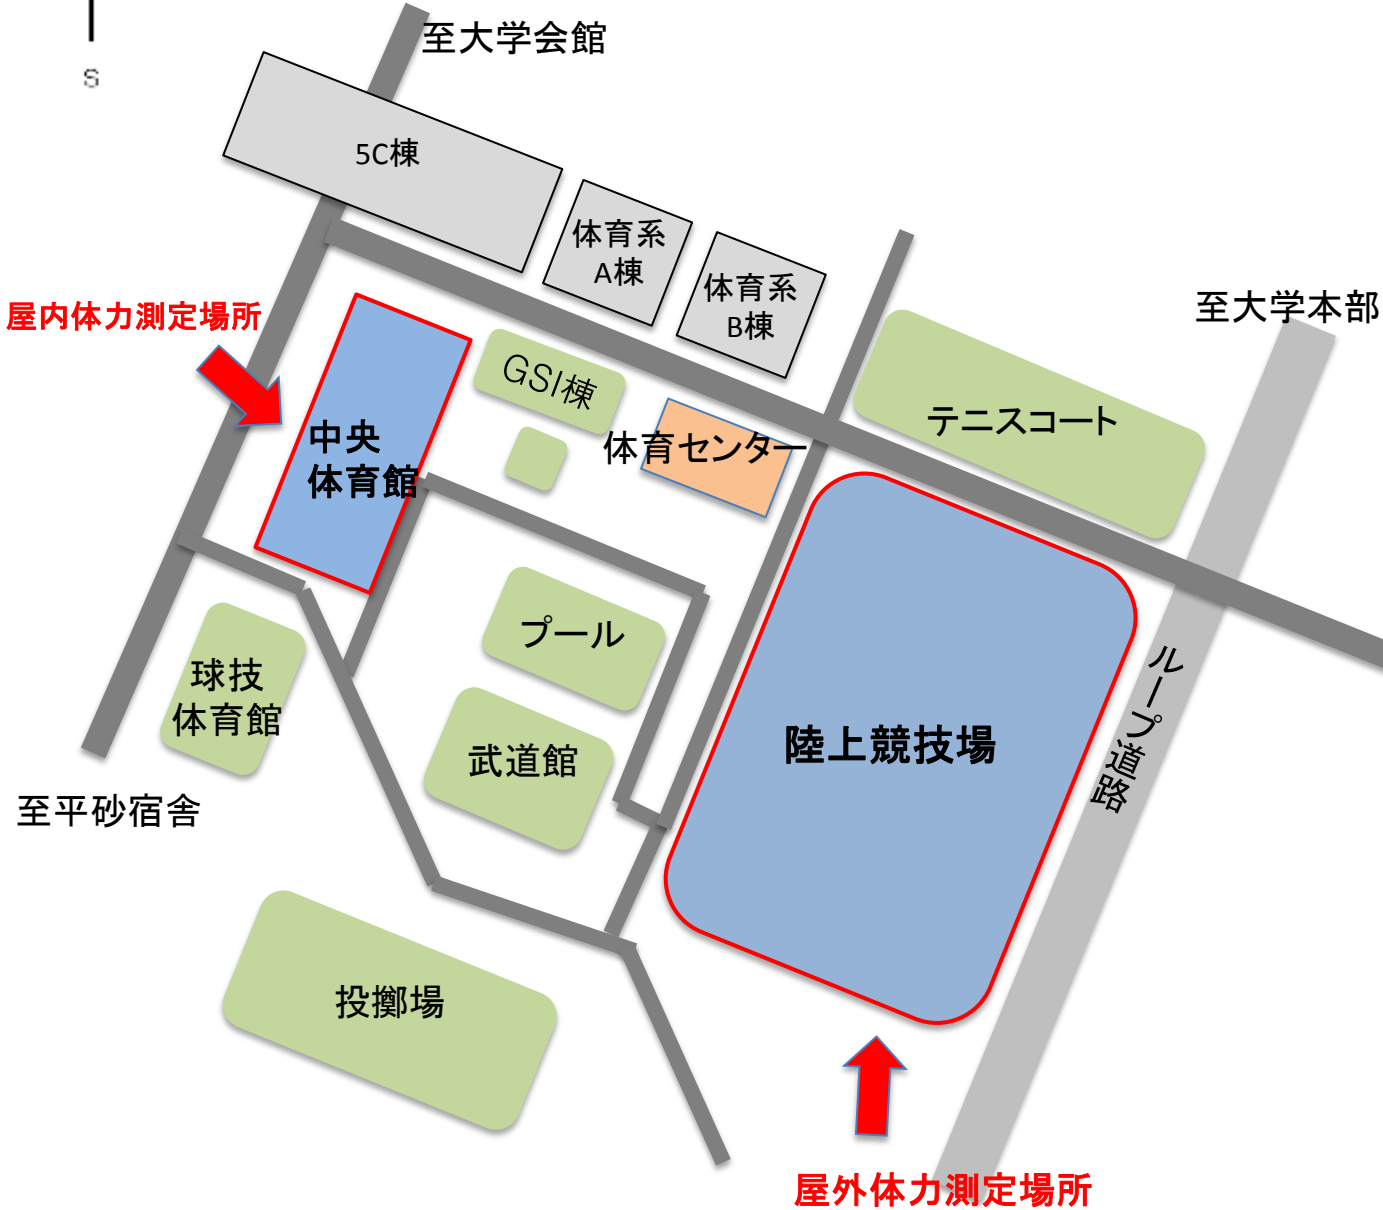 至大学会館
S
5C棟
体育系
A棟
体育系
B棟
至大学本部
屋内体力測定場所
GSI棟
テニスコート
体育センター
中央
体育館
プール
球技
体育館
ループ道路
武道館
陸上競技場
至平砂宿舎
投擲場
屋外体力測定場所